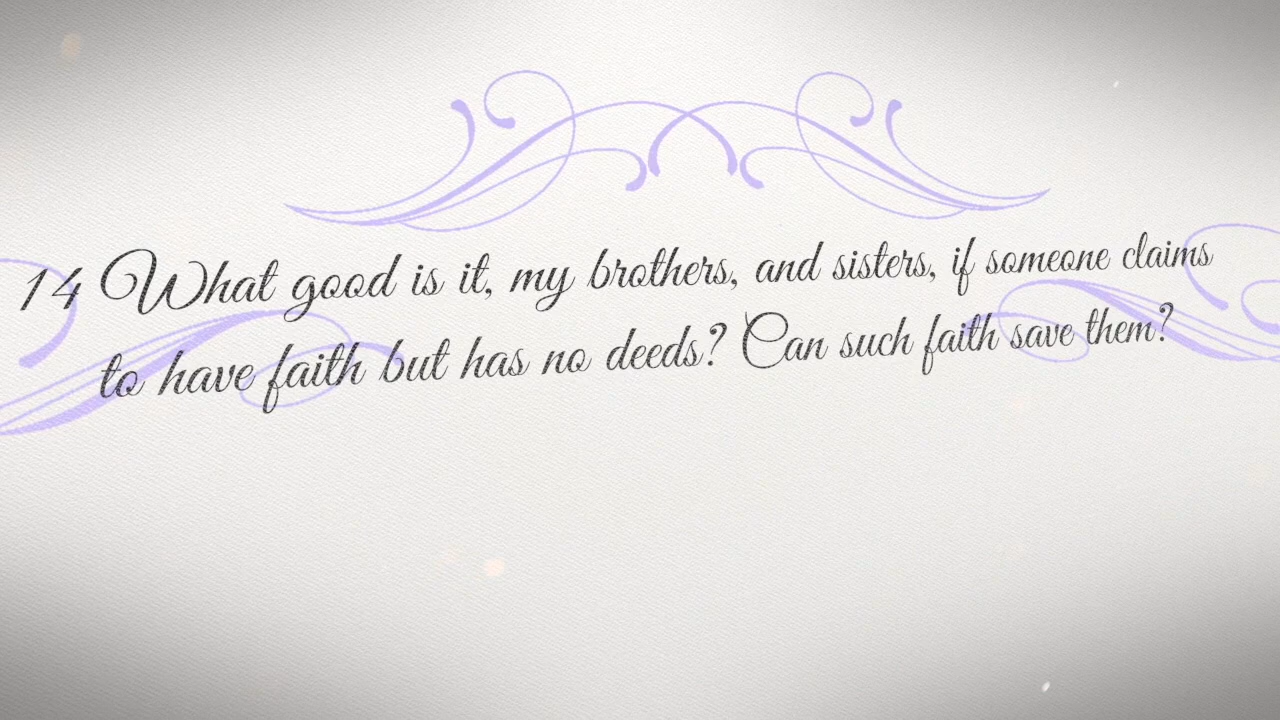 14 What good is it, my brothers, and sisters, if someone claims
to have faith but has no deeds? Can such faith save them?